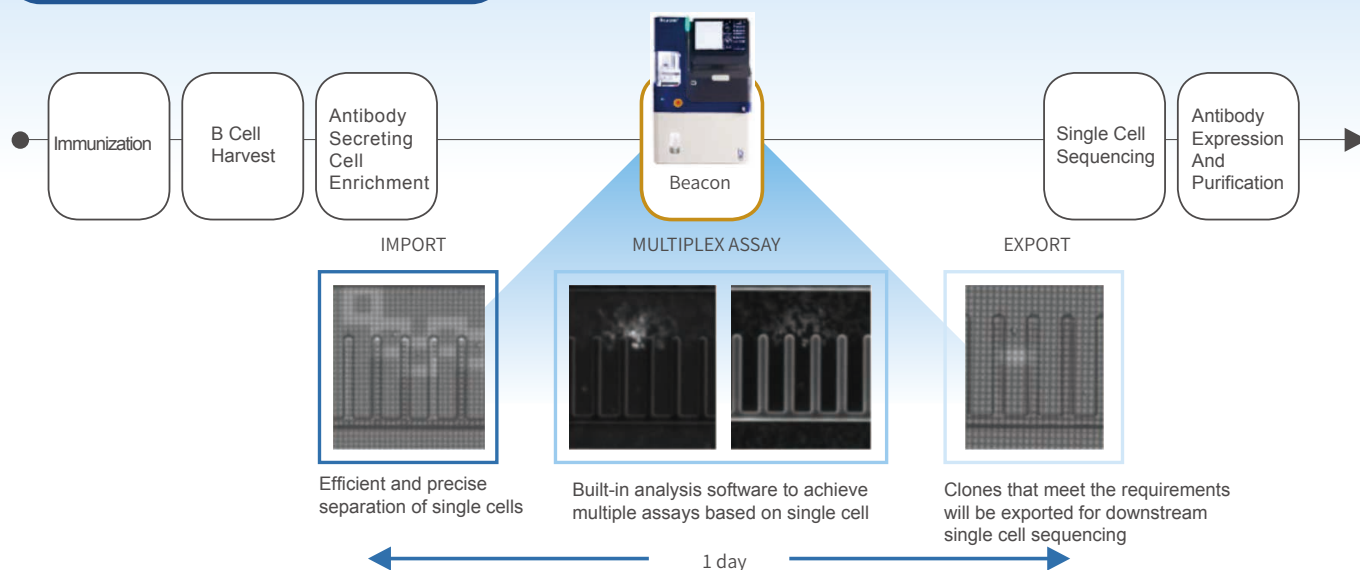 Immunization
B Cell
Harvest
Antibody
Secreting
Cell
Enrichment
Beacon
Single Cell
Sequencing
Antibody
Expression
And
Purification
IMPORT
MULTIPLEX ASSAY
EXPORT
Efficient and precise
separation of single cells
Built-in analysis software to achieve
multiple assays based on single cell
Clones that meet the requirements
will be exported for downstream
single cell sequencing
1 day